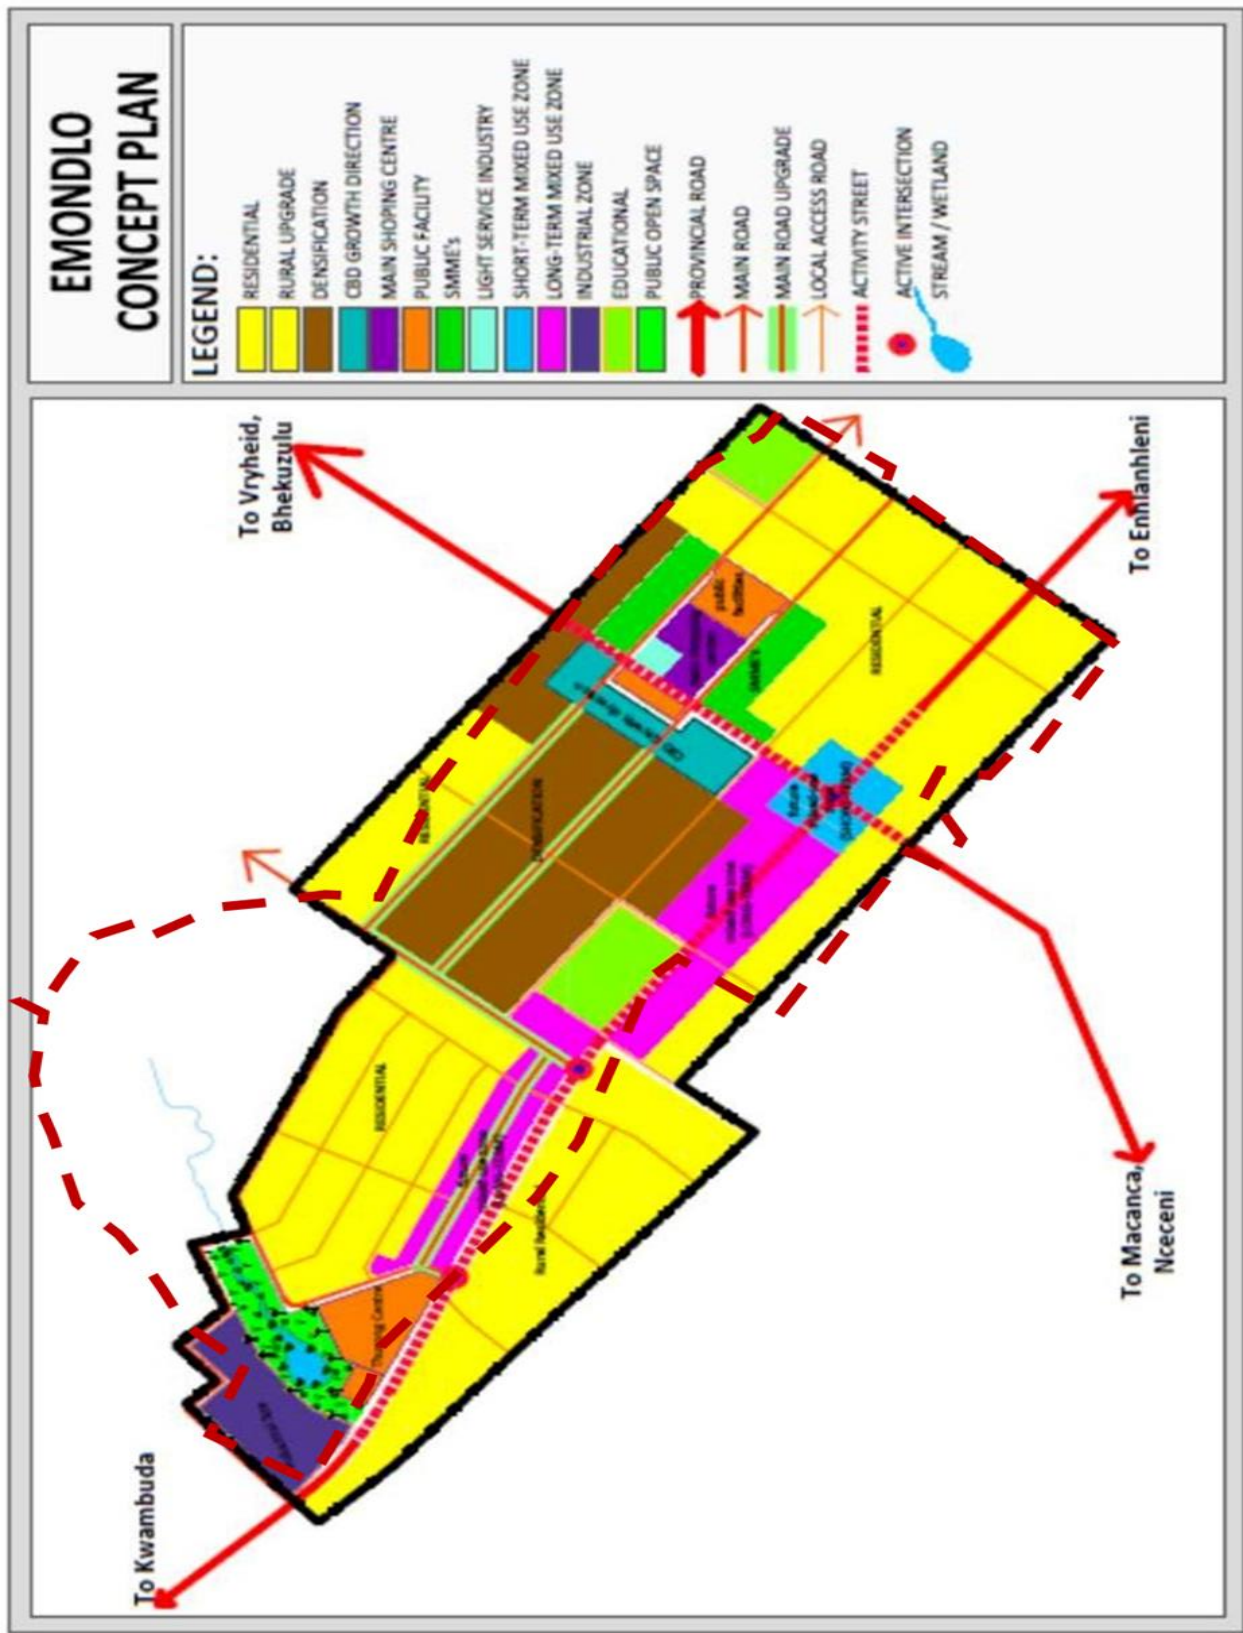 EMONDLO
CONCEPT PLAN
LEGEND:
RESIDENTIAL
RURAL UPGRADE
DENSIFICATION
CBD GROWTH DIRECTION
MAIN SHOPING CENTRE
PUBLIC FACILITY
SMME's
LIGHT SERVICE INDUSTRY
SHORT-TERM MIXED USE ZONE
LONG-TERM MIXED USE ZONE
INDUSTRIAL ZONE
EDUCATIONAL
PUBLIC OPEN SPACE
PROVINCIAL ROAD
MAIN ROAD
MAIN ROAD UPGRADE
LOCAL ACCESS ROAD
ACTIVITY STREET
ACTIVE INTERSECTION
STREAM / WETLAND
To Vryheid,
Bhekuzulu
To Enhlanhleni
To Macanca,
Nceceni
To Kwambuda
RESIDENTIAL
DENSIFICATION
public
facilities
RESIDENTIAL
RESIDENTIAL